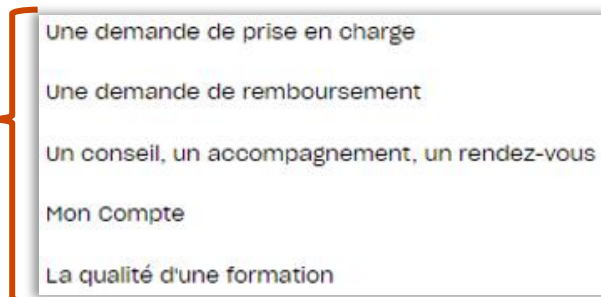 Une demande de prise en charge
Une demande de remboursement
Un conseil, un accompagnement, un rendez-vous
Mon Compte
La qualité d'une formation